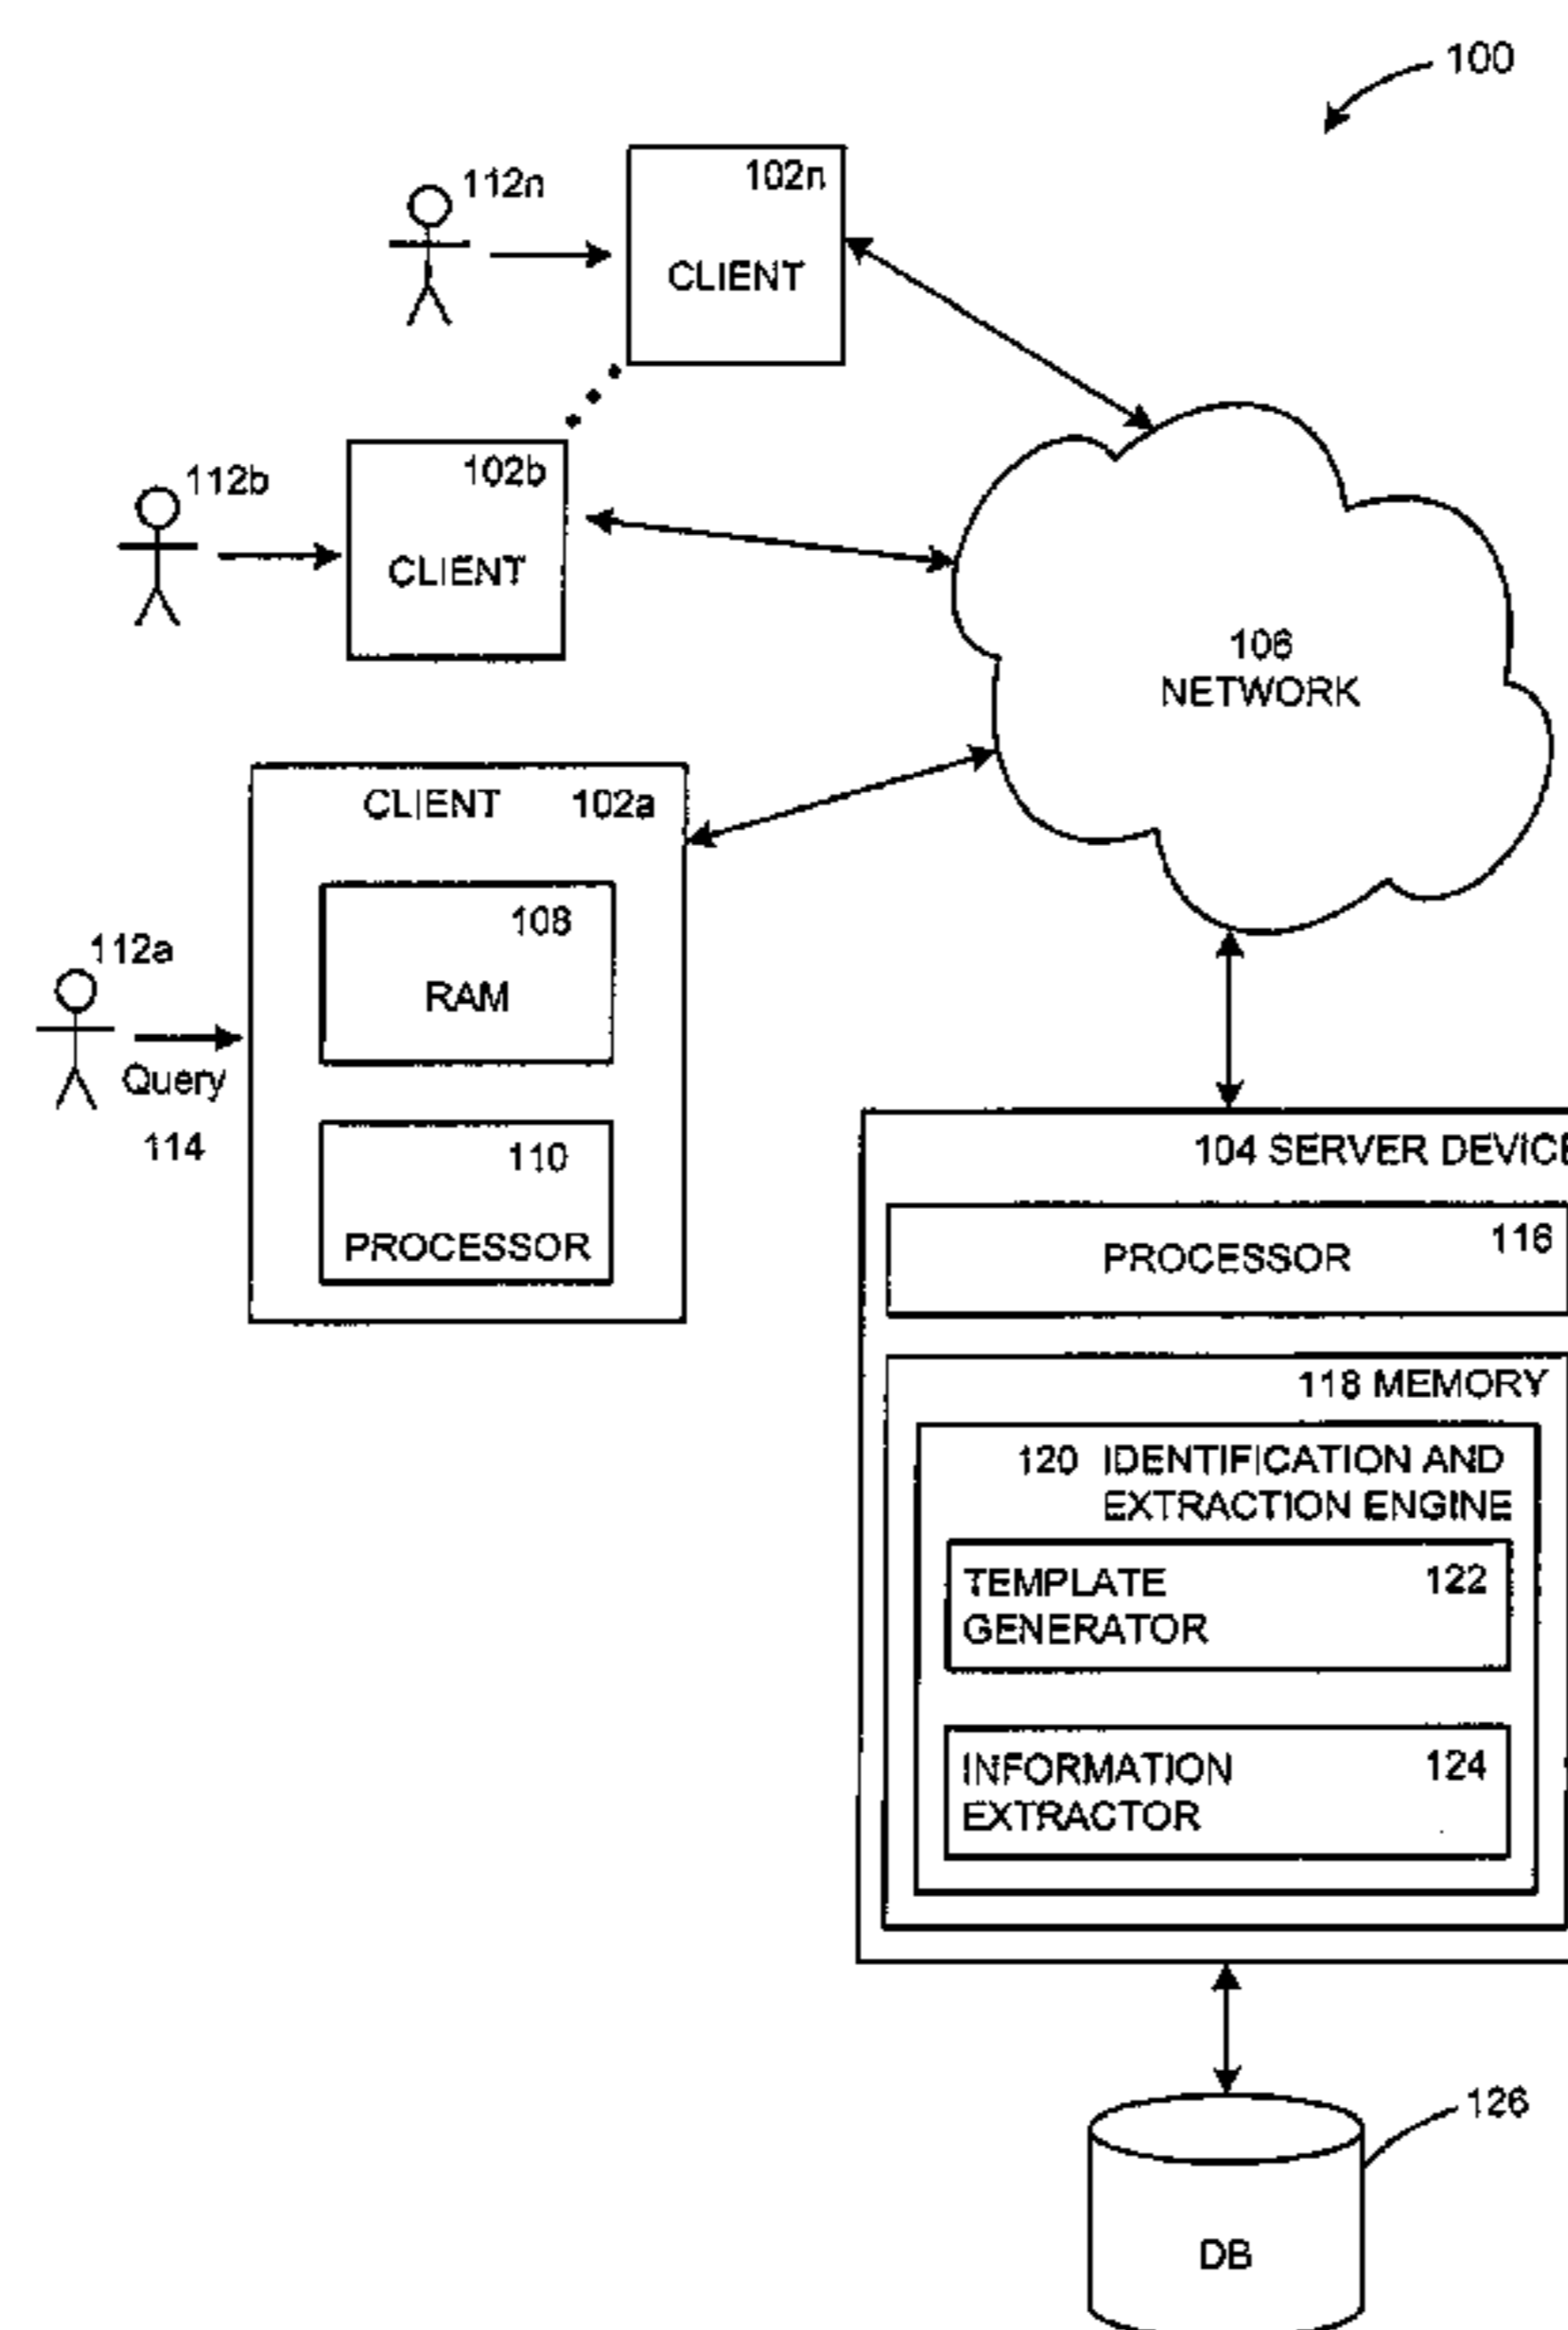 100
112n
102n
CLIENT
112b
102b
CLIENT
106
NETWORK
CLIENT 102a
108
RAM
112a
Query
114
110
PROCESSOR
104 SERVER DEVICE
116
PROCESSOR
118 MEMORY
120 IDENTIFICATION AND
EXTRACTION ENGINE
TEMPLATE 122
GENERATOR
INFORMATION 124
EXTRACTOR
126
DB